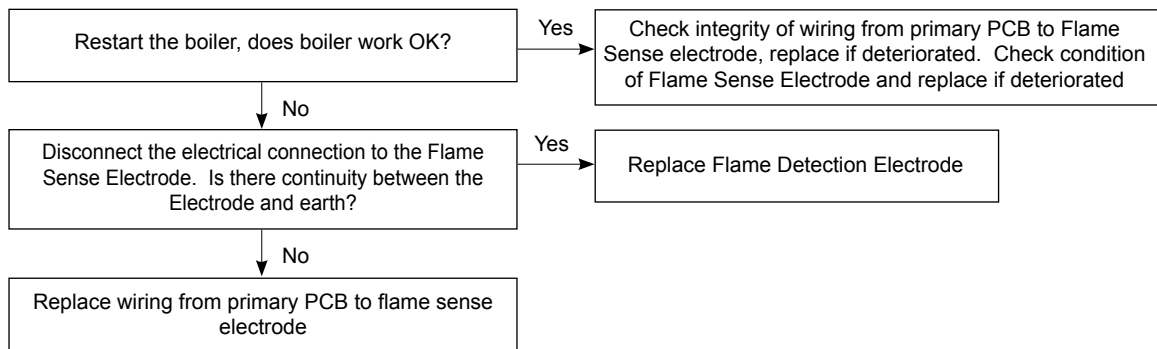 Restart the boiler, does boiler work OK?
Yes
Check integrity of wiring from primary PCB to Flame
Sense electrode, replace if deteriorated.  Check condition
of Flame Sense Electrode and replace if deteriorated
No
Disconnect the electrical connection to the Flame
Sense Electrode.  Is there continuity between the
Electrode and earth?
Yes
Replace Flame Detection Electrode
No
Replace wiring from primary PCB to flame sense
electrode